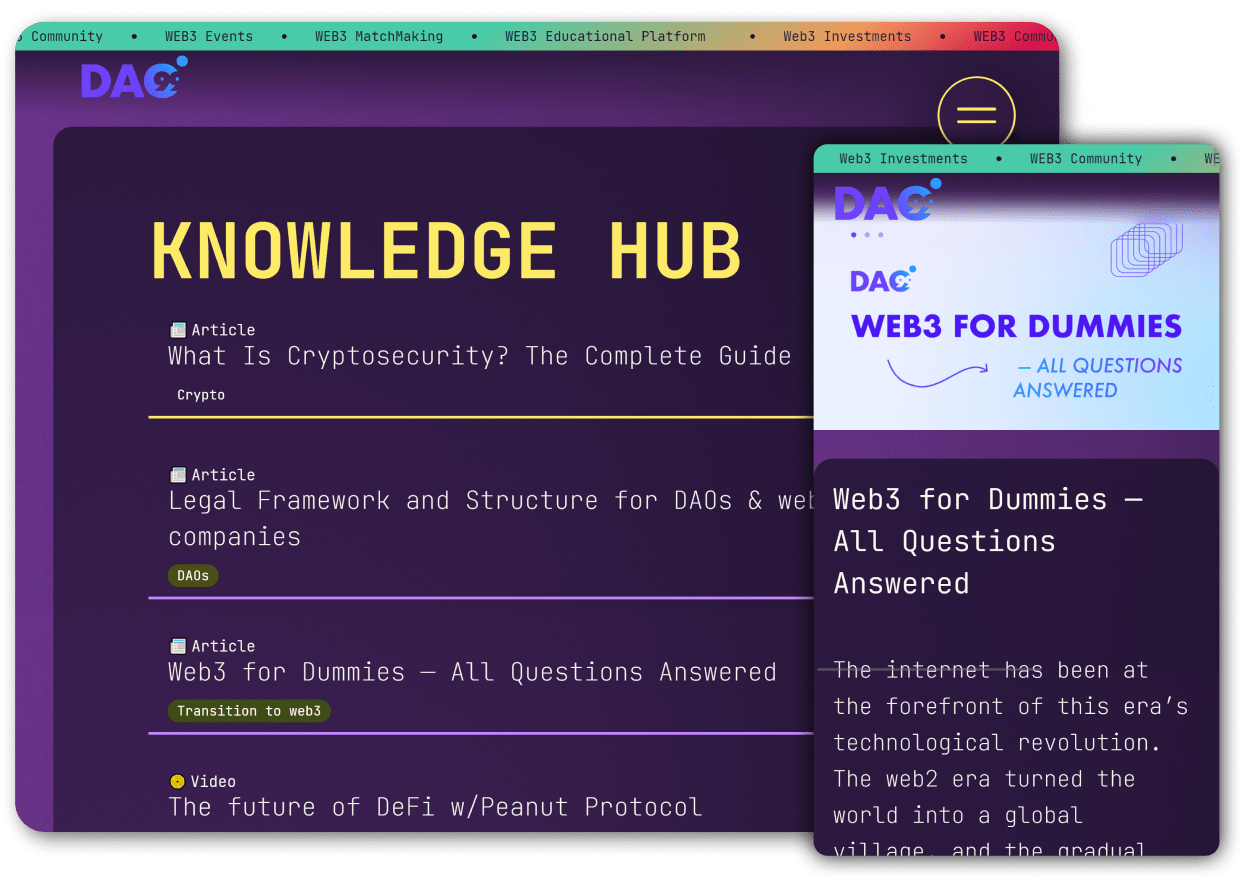 Community • WEB3 Events • WEB3 MatchMaking • WEB3 Educational Platform • Web3 Investments • WEB3 Commu
DAO
KNOWLEDGE HUB
Article
What Is Cryptosecurity? The Complete Guide
Crypto
Article
Legal Framework and Structure for DAOs & web
companies
DAOs
Article
Web3 for Dummies – All Questions Answered
Transition to web3
Video
The future of DeFi w/Peanut Protocol
Web3 Investments • WEB3 Community • WE
DAO
DAO
WEB3 FOR DUMMIES
– ALL QUESTIONS
ANSWERED
Web3 for Dummies –
All Questions
Answered
The internet has been at
the forefront of this era’s
technological revolution.
The web2 era turned the
world into a global
village, and the gradual